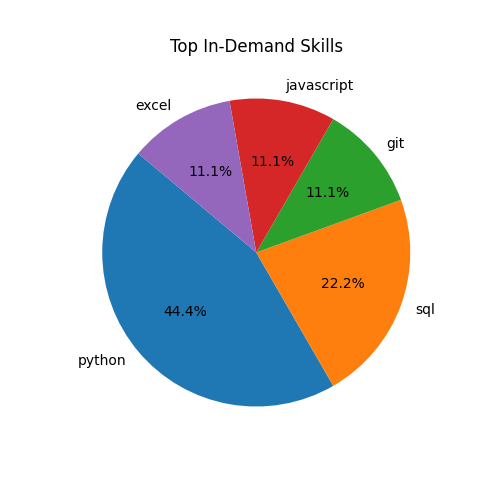 Top In-Demand Skills
javascript
excel
git
11.1%
11.1%
11.1%
22.2%
44.4%
sql
python